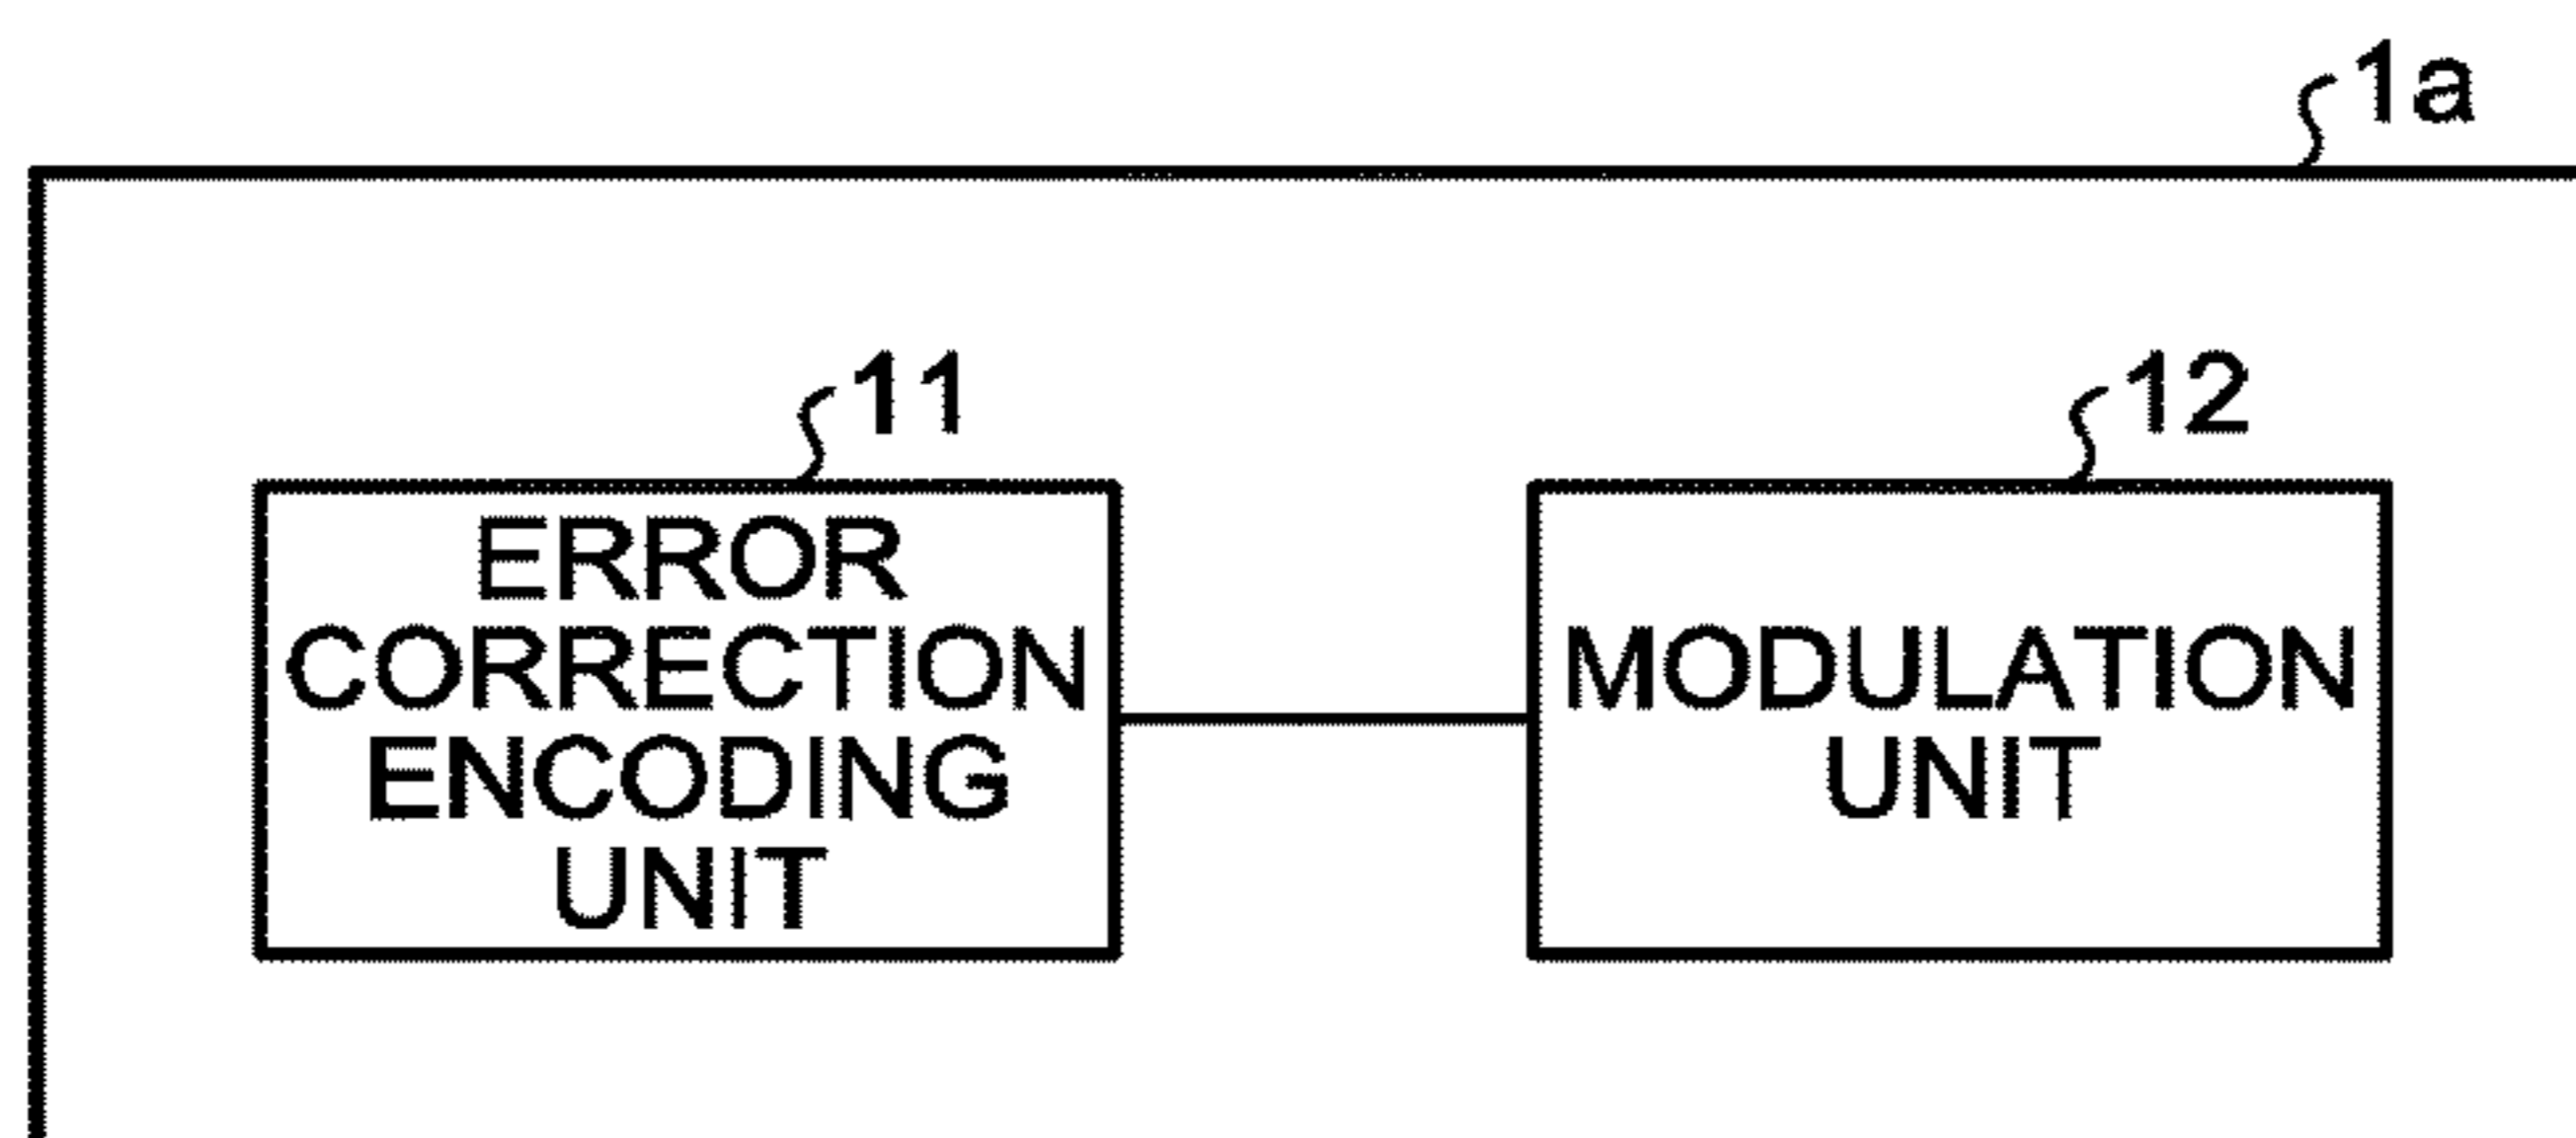 1a
11
12
ERROR
CORRECTION
ENCODING
UNIT
MODULATION
UNIT